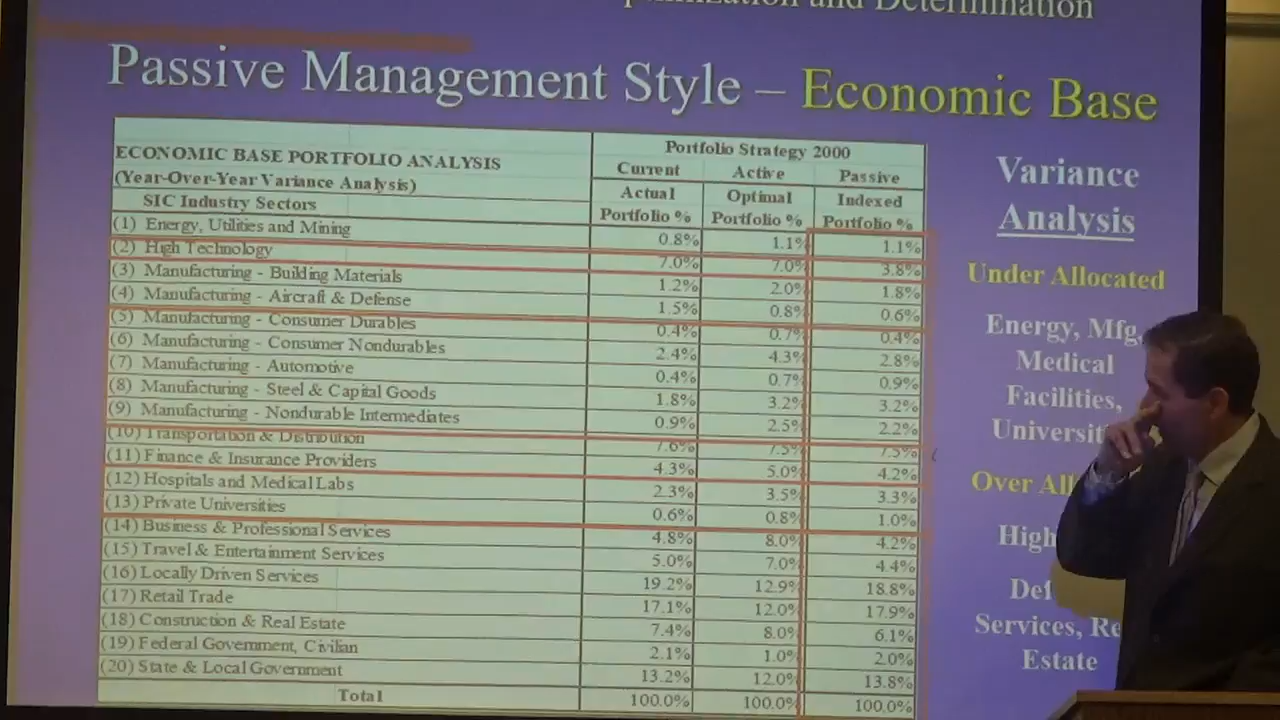 and Determination
Passive Management Style – Economic Base
ECONOMIC BASE PORTFOLIO ANALYSIS
(Year-Over-Year Variance Analysis)
SIC Industry Sectors
Portfolio Strategy 2000
Current Active Passive
Actual Optimal Indexed
Portfolio % Portfolio % Portfolio %
(1) Energy, Utilities and Mining 0.8% 1.1% 1.1%
(2) High Technology 7.0% 7.0% 3.8%
(3) Manufacturing - Building Materials 1.2% 2.0% 1.8%
(4) Manufacturing - Aircraft & Defense 1.5% 0.8% 0.6%
(5) Manufacturing - Consumer Durables 0.4% 0.7% 0.4%
(6) Manufacturing - Consumer Nondurables 2.4% 4.3% 2.8%
(7) Manufacturing - Automotive 0.4% 0.7% 0.9%
(8) Manufacturing - Steel & Capital Goods 1.8% 3.2% 3.2%
(9) Manufacturing - Nondurable Intermediates 0.9% 2.5% 2.2%
(10) Transportation & Distribution 7.6% 7.5% 7.5%
(11) Finance & Insurance Providers 4.3% 5.0% 4.2%
(12) Hospitals and Medical Labs 2.3% 3.5% 3.3%
(13) Private Universities 0.6% 0.8% 1.0%
(14) Business & Professional Services 4.8% 8.0% 4.2%
(15) Travel & Entertainment Services 5.0% 7.0% 4.4%
(16) Locally Driven Services 19.2% 12.9% 18.8%
(17) Retail Trade 17.1% 12.0% 17.9%
(18) Construction & Real Estate 7.4% 8.0% 6.1%
(19) Federal Government, Civilian 2.1% 1.0% 2.0%
(20) State & Local Government 13.2% 12.0% 13.8%
Total 100.0% 100.0% 100.0%
Variance
Analysis
Under Allocated
Energy, Mfg,
Medical
Facilities,
Over
High
Services,
Estate